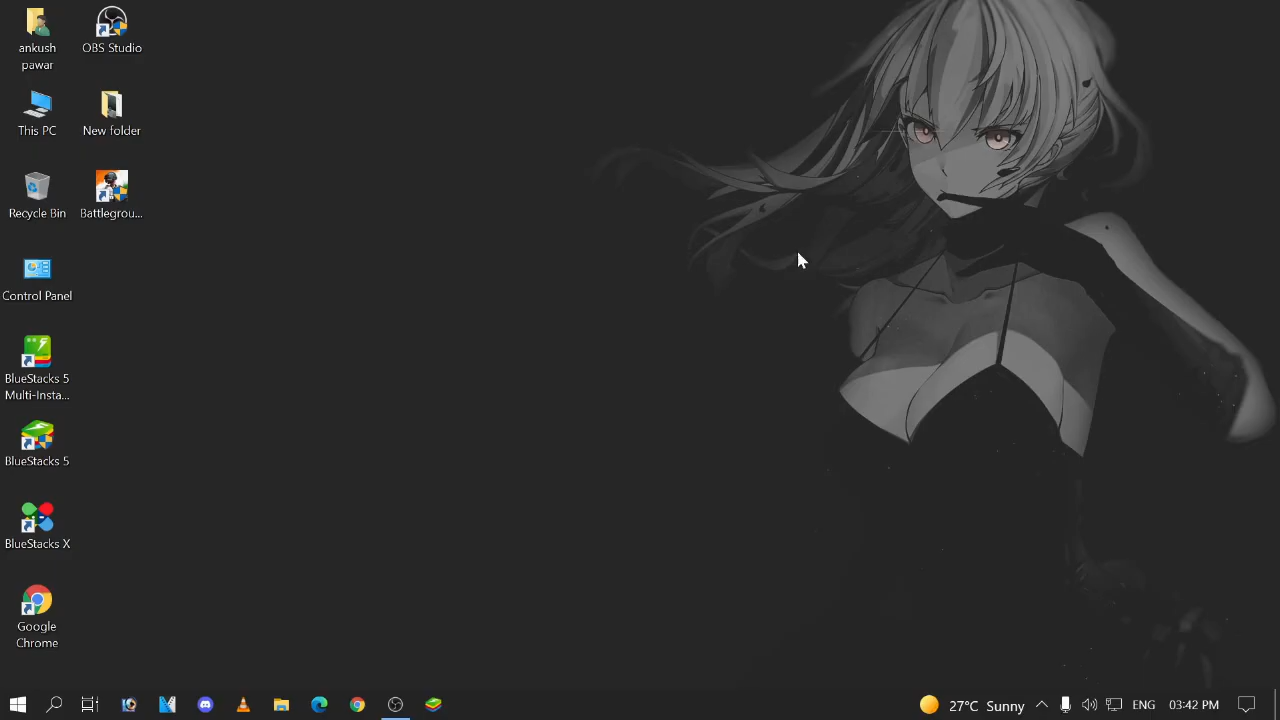 ankush
pawar
OBS Studio
This PC
New folder
Recycle Bin
Battlegrou...
Control Panel
BlueStacks 5
Multi-Insta...
BlueStacks 5
BlueStacks X
Google
Chrome
27°C Sunny
ENG
03:42 PM